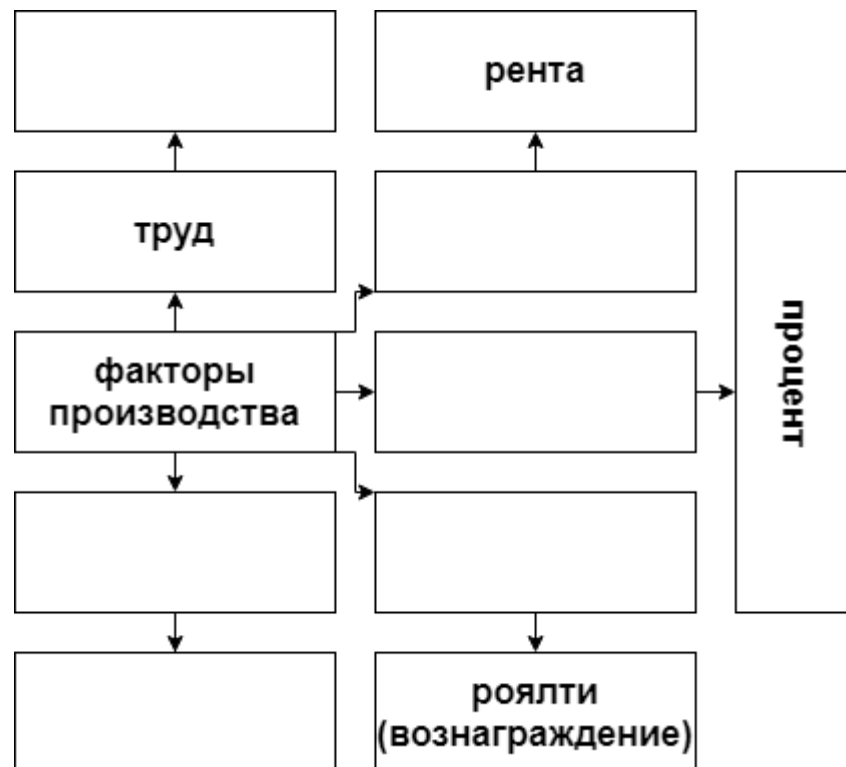 рента
труд
факторы
производства
процент
роялти
(вознаграждение)